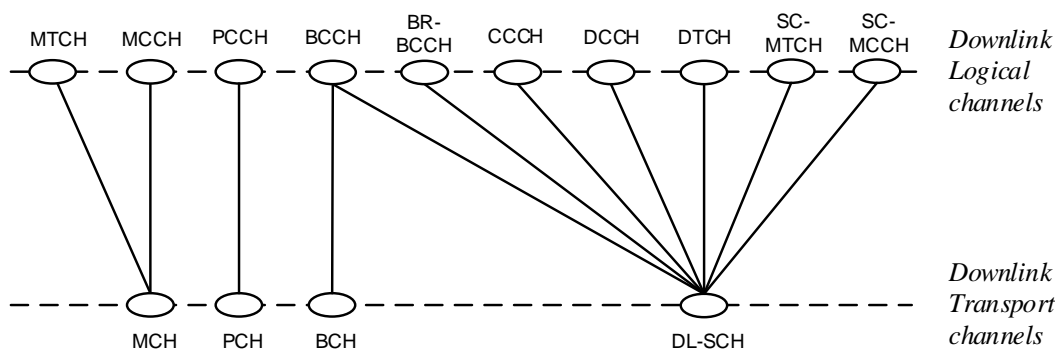 MTCH
MCCH
PCCH
BCCH
BR-
BCCH
CCCH
DCCH
DTCH
SC-
MTCH
SC-
MCCH
Downlink
Logical
channels
MCH
PCH
BCH
DL-SCH
Downlink
Transport
channels